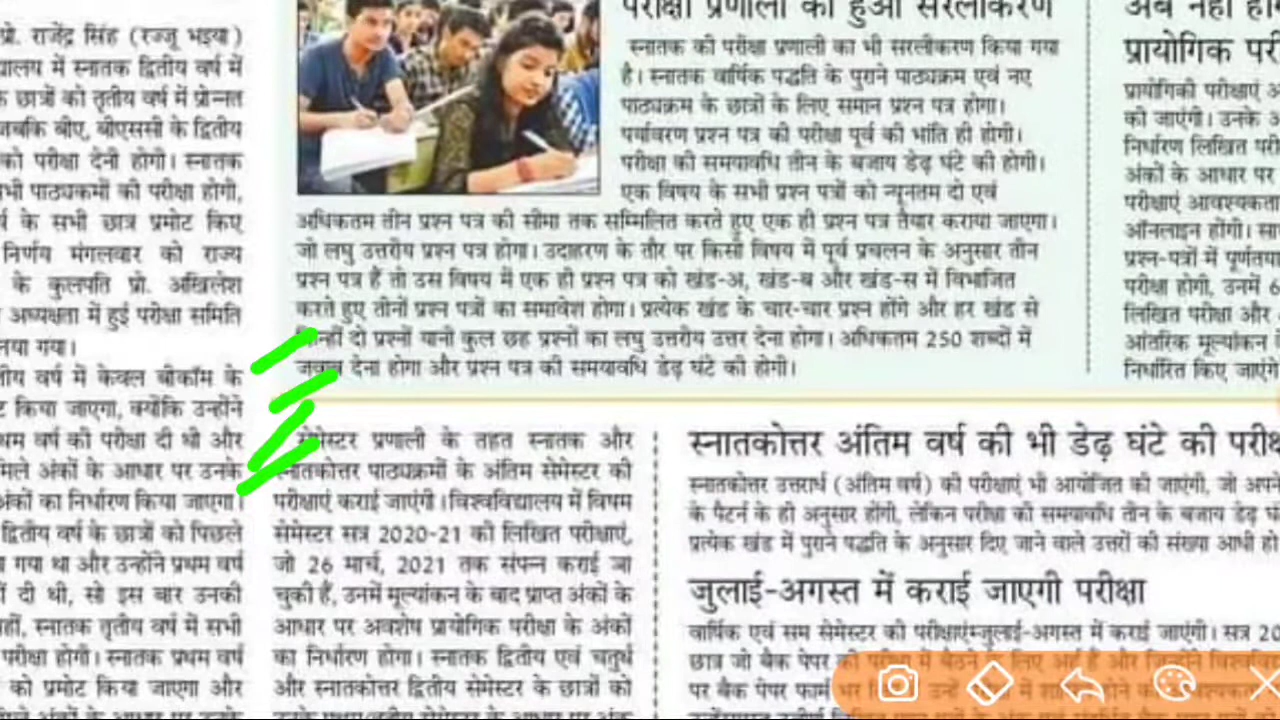 प्रो. राजेंद्र सिंह (रज्जू भइया)
द्यालय में स्नातक द्वितीय वर्ष में
के छात्रों को तृतीय वर्ष में प्रोन्नत
जबकि बीए, बीएससी के द्वितीय
को परीक्षा देनी होगी। स्नातक
भी पाठ्यक्रमों की परीक्षा होगी,
र्ष के सभी छात्र प्रमोट किए
निर्णय मंगलवार को राज्य
के कुलपति प्रो. अखिलेश
अध्यक्षता में हुई परीक्षा समिति
लिया गया।
तीय वर्ष में केवल बीकॉम के
किया जाएगा, क्योंकि उन्होंने
वर्ष की परीक्षा दी थी और
मिले अंकों के आधार पर उनके
अंकों का निर्धारण किया जाएगा।
द्वितीय वर्ष के छात्रों को पिछले
गया था और उन्होंने प्रथम वर्ष
दी थी, सो इस बार उनकी
स्नातक तृतीय वर्ष में सभी
परीक्षा होगी। स्नातक प्रथम वर्ष
को प्रमोट किया जाएगा और
परीक्षा प्रणाली का हुआ सरलीकरण
स्नातक की परीक्षा प्रणाली का भी सरलीकरण किया गया
है। स्नातक वार्षिक पद्धति के पुराने पाठ्यक्रम एवं नए
पाठ्यक्रम के छात्रों के लिए समान प्रश्न पत्र होगा।
पर्यावरण प्रश्न पत्र की परीक्षा पूर्व की भांति ही होगी।
परीक्षा की समयावधि तीन के बजाय डेढ़ घंटे की होगी।
एक विषय के सभी प्रश्न पत्रों को न्यूनतम दो एवं
अधिकतम तीन प्रश्न पत्र की सीमा तक सम्मिलित करते हुए एक ही प्रश्न पत्र तैयार कराया जाएगा।
जो लघु उत्तरीय प्रश्न पत्र होगा। उदाहरण के तौर पर किसी विषय में पूर्व प्रचलन के अनुसार तीन
प्रश्न पत्र हैं तो उस विषय में एक ही प्रश्न पत्र को खंड-अ, खंड-ब और खंड-स में विभाजित
करते हुए तीनों प्रश्न पत्रों का समावेश होगा। प्रत्येक खंड के चार-चार प्रश्न होंगे और हर खंड से
दो प्रश्नों यानी कुल छह प्रश्नों का लघु उत्तरीय उत्तर देना होगा। अधिकतम 250 शब्दों में
जवाब देना होगा और प्रश्न पत्र की समयावधि डेढ़ घंटे की होगी।
सेमेस्टर प्रणाली के तहत स्नातक और
स्नातकोत्तर पाठ्यक्रमों के अंतिम सेमेस्टर की
परीक्षाएं कराई जाएंगी। विश्वविद्यालय में विषम
सेमेस्टर सत्र 2020-21 की लिखित परीक्षाएं,
जो 26 मार्च, 2021 तक संपन्न कराई जा
चुकी हैं, उनमें मूल्यांकन के बाद प्राप्त अंकों के
आधार पर अवशेष प्रायोगिक परीक्षा के अंकों
का निर्धारण होगा। स्नातक द्वितीय एवं चतुर्थ
और स्नातकोत्तर द्वितीय सेमेस्टर के छात्रों को
अब नहीं
प्रायोगिक
प्रायोगिकी परीक्षाएं
की जाएंगी। उनके
निर्धारण लिखित
अंकों के आधार पर
परीक्षाएं आवश्यकता
ऑनलाइन होंगी।
प्रश्न-पत्रों में
परीक्षा होगी, उनमें
लिखित परीक्षा और
आंतरिक मूल्यांकन
निर्धारित किए जाएंगे
स्नातकोत्तर अंतिम वर्ष की भी डेढ़ घंटे की
स्नातकोत्तर उत्तरार्ध (अंतिम वर्ष) की परीक्षाएं भी आयोजित की जाएंगी, जो
के पैटर्न के ही अनुसार होंगी, लेकिन परीक्षा की समयावधि तीन के बजाय डेढ़
प्रत्येक खंड में पुराने पद्धति के अनुसार दिए जाने वाले उत्तरों की संख्या आधी
जुलाई-अगस्त में कराई जाएगी परीक्षा
वार्षिक एवं सम सेमेस्टर की परीक्षाएंम्जुलाई-अगस्त में कराई जाएंगी। सत्र
छात्र जो बैक पेपर
पर बैक पेपर फार्म